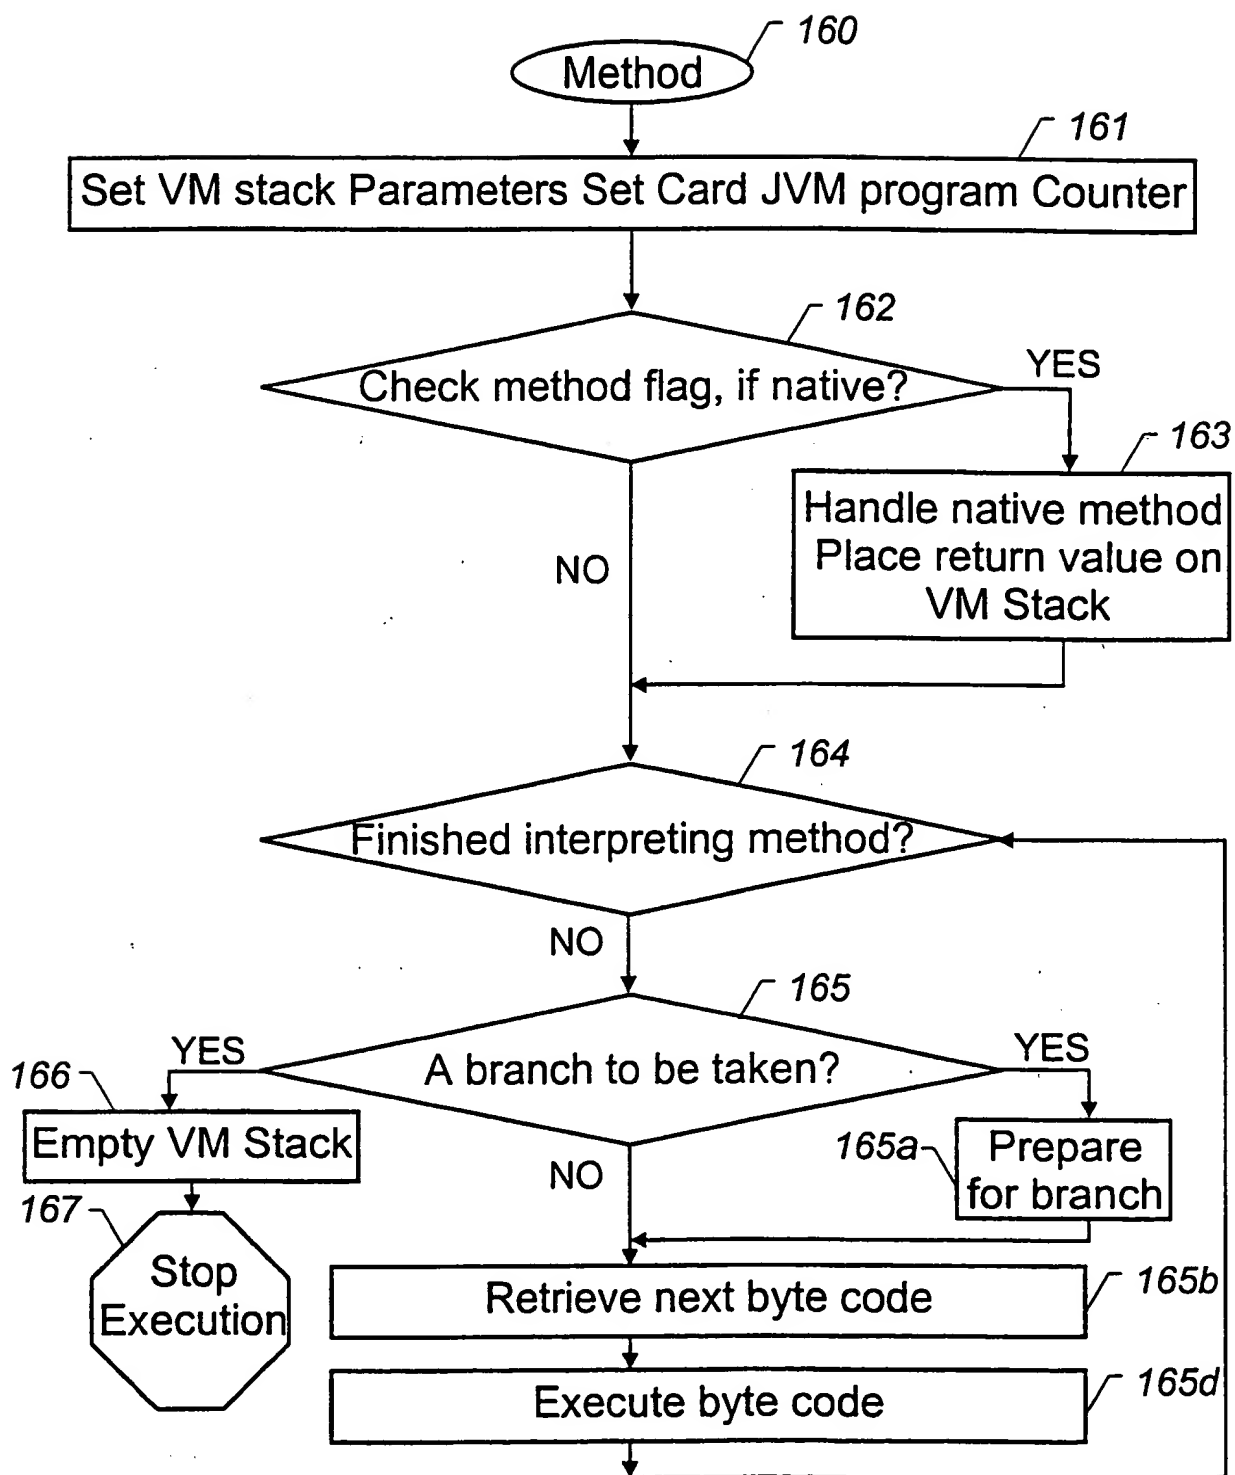 160
Method
161
Set VM stack Parameters Set Card JVM program Counter
162
Check method flag, if native?
YES
163
Handle native method
Place return value on
VM Stack
NO
164
Finished interpreting method?
NO
165
A branch to be taken?
YES
YES
166
Empty VM Stack
165a
Prepare
for branch
NO
167
Stop
Execution
Retrieve next byte code
165b
Execute byte code
165d